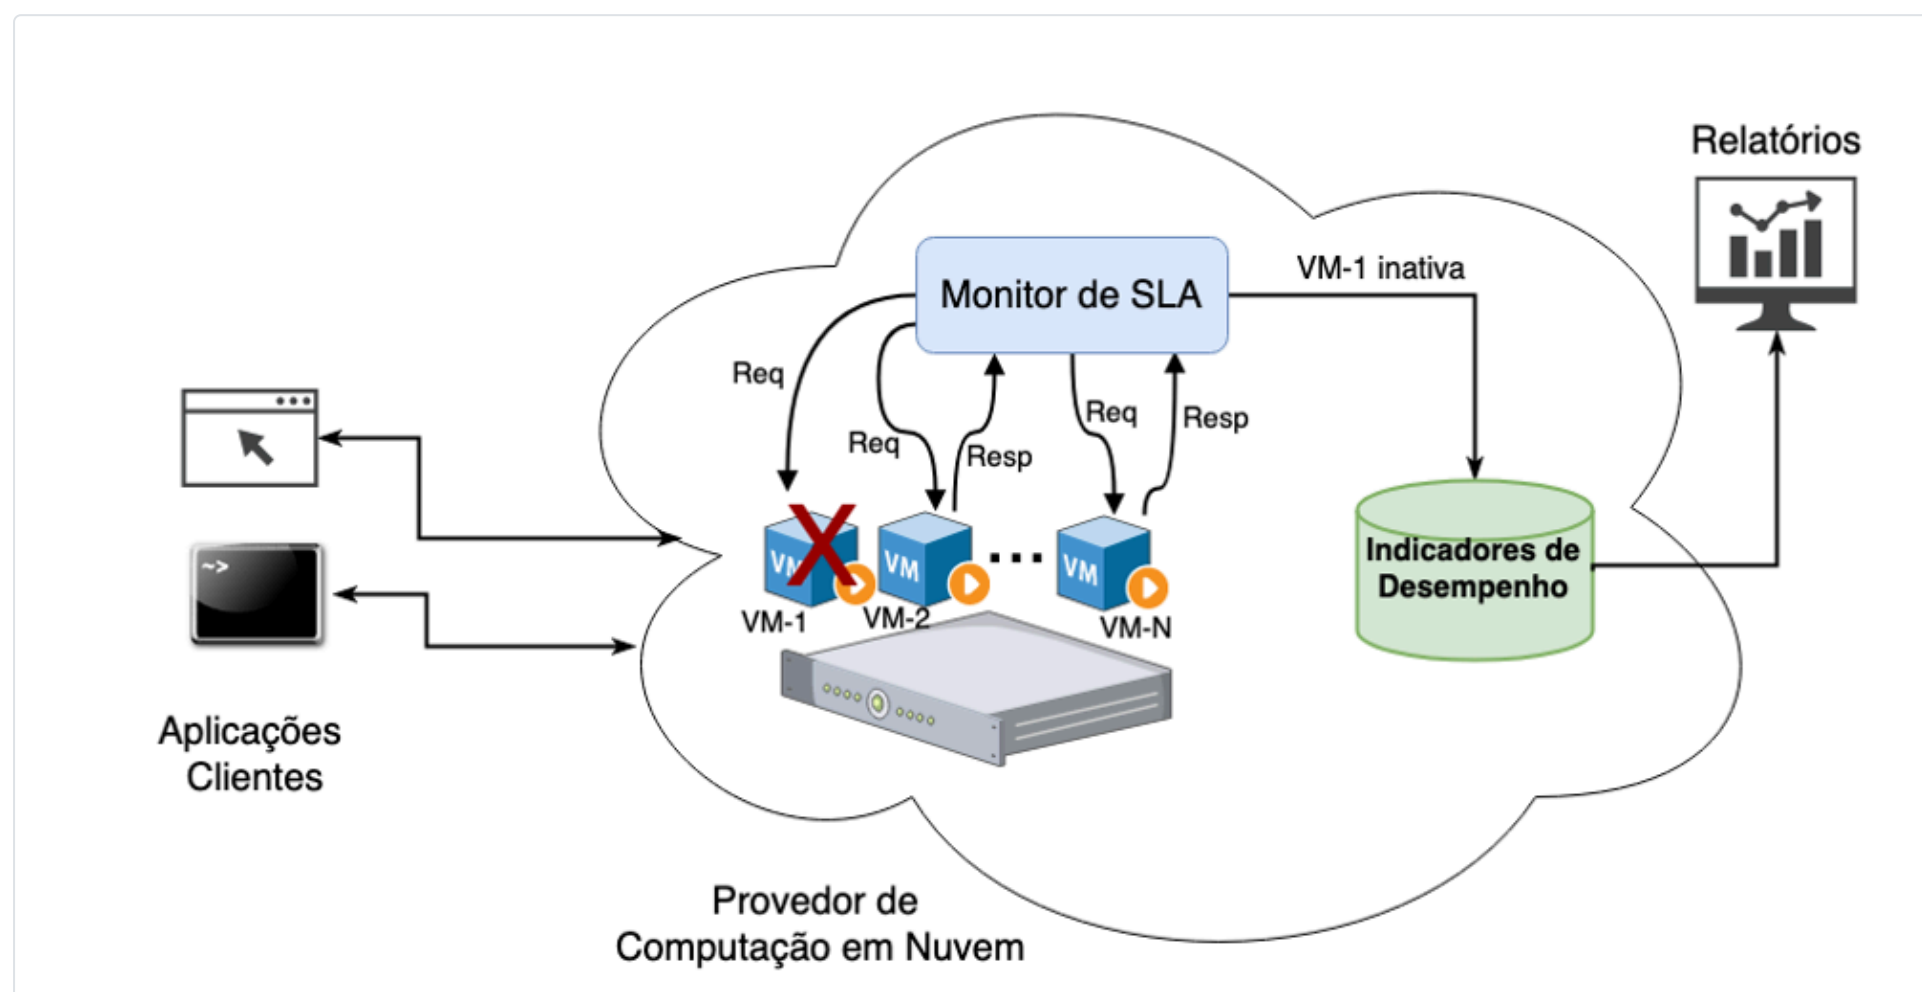 Relatórios
VM-1 inativa
Monitor de SLA
Req
Req
Resp
Req
Resp
~>
VM
VM
VM
VM-1
VM-2
VM-N
Indicadores de
Desempenho
Aplicações
Clientes
Provedor de
Computação em Nuvem